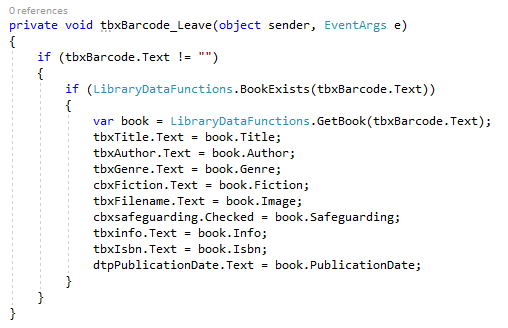 0 references
private void tbxBarcode_Leave(object sender, EventArgs e)
{
    if (tbxBarcode.Text != "")
    {
        if (LibraryDataFunctions.BookExists(tbxBarcode.Text))
        {
            var book = LibraryDataFunctions.GetBook(tbxBarcode.Text);
            tbxTitle.Text = book.Title;
            tbxAuthor.Text = book.Author;
            tbxGenre.Text = book.Genre;
            cbxFiction.Text = book.Fiction;
            tbxFilename.Text = book.Image;
            cbxsafeguarding.Checked = book.Safeguarding;
            tbxinfo.Text = book.Info;
            tbxIsbn.Text = book.Isbn;
            dtpPublicationDate.Text = book.PublicationDate;
        }
    }
}